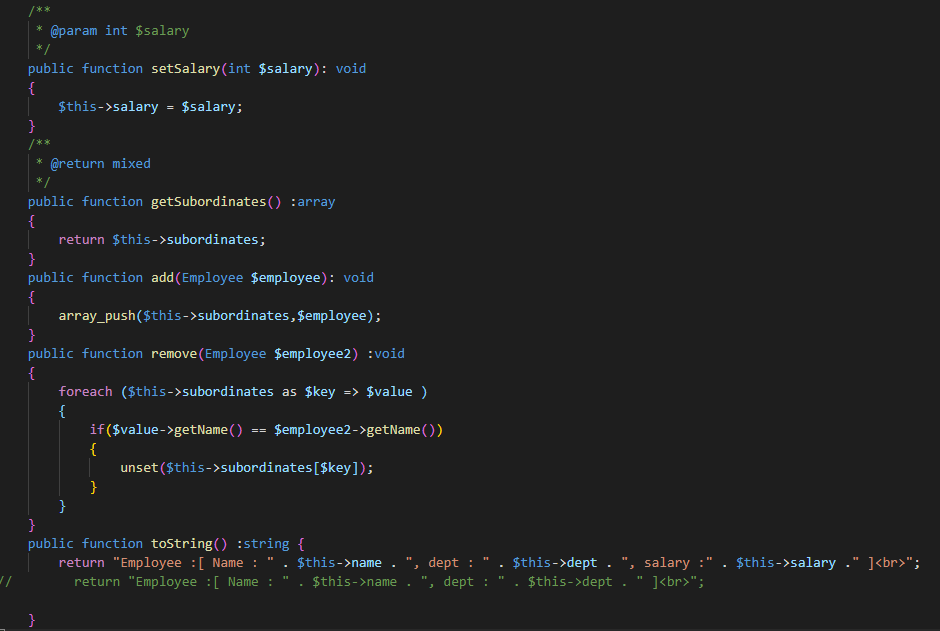 /**
 * @param int $salary
 */
public function setSalary(int $salary): void
{
    $this->salary = $salary;
}
/**
 * @return mixed
 */
public function getSubordinates() :array
{
    return $this->subordinates;
}
public function add(Employee $employee): void
{
    array_push($this->subordinates,$employee);
}
public function remove(Employee $employee2) :void
{
    foreach ($this->subordinates as $key => $value )
    {
        if($value->getName() == $employee2->getName())
        {
            unset($this->subordinates[$key]);
        }
    }
}
public function toString() :string {
    return "Employee :[ Name : " . $this->name . ", dept : " . $this->dept . ", salary :" . $this->salary ." ]<br>";
//        return "Employee :[ Name : " . $this->name . ", dept : " . $this->dept . " ]<br>";
}